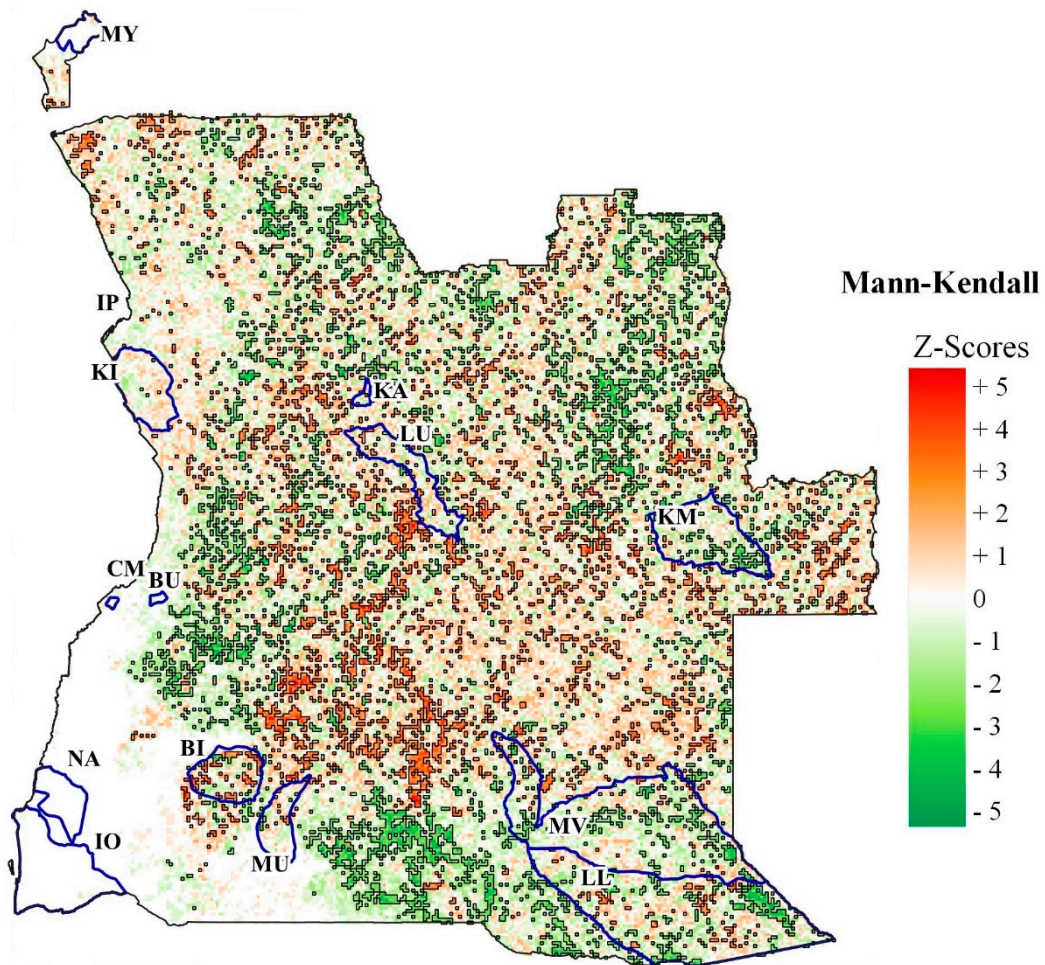 MY
IP
KI
KA
LU
KM
CM
BU
BI
NA
IO
MU
MV
LL
Mann-Kendall
Z-Scores
+ 5
+ 4
+ 3
+ 2
+ 1
0
- 1
- 2
- 3
- 4
- 5